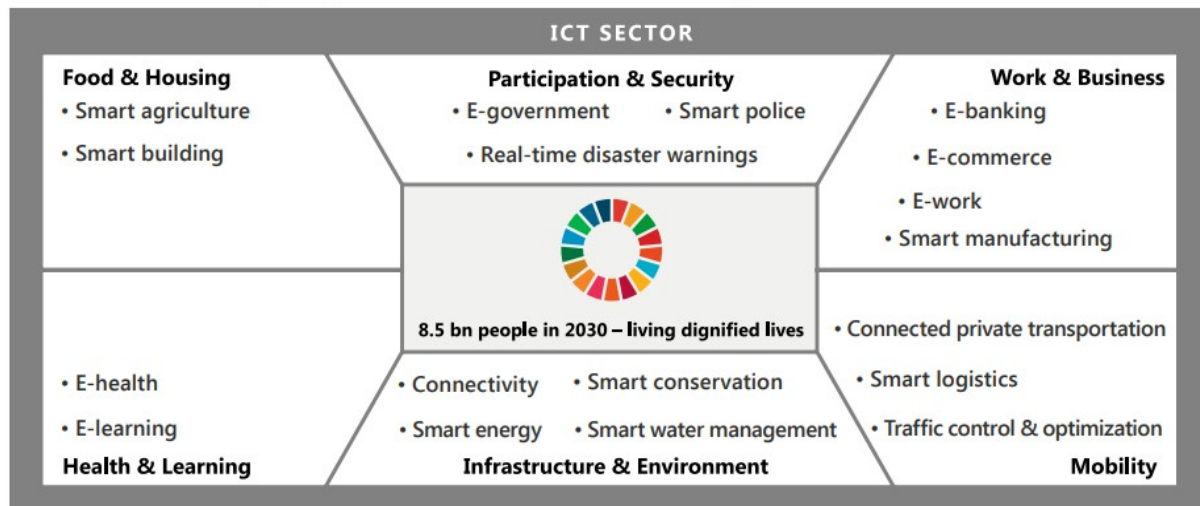 ICT SECTOR
Food & Housing
• Smart agriculture
• Smart building
Participation & Security
• E-government • Smart police
• Real-time disaster warnings
Work & Business
• E-banking
• E-commerce
• E-work
• Smart manufacturing
8.5 bn people in 2030 – living dignified lives
• E-health
• E-learning
Health & Learning
• Connectivity • Smart conservation
• Smart energy • Smart water management
Infrastructure & Environment
• Connected private transportation
• Smart logistics
• Traffic control & optimization
Mobility